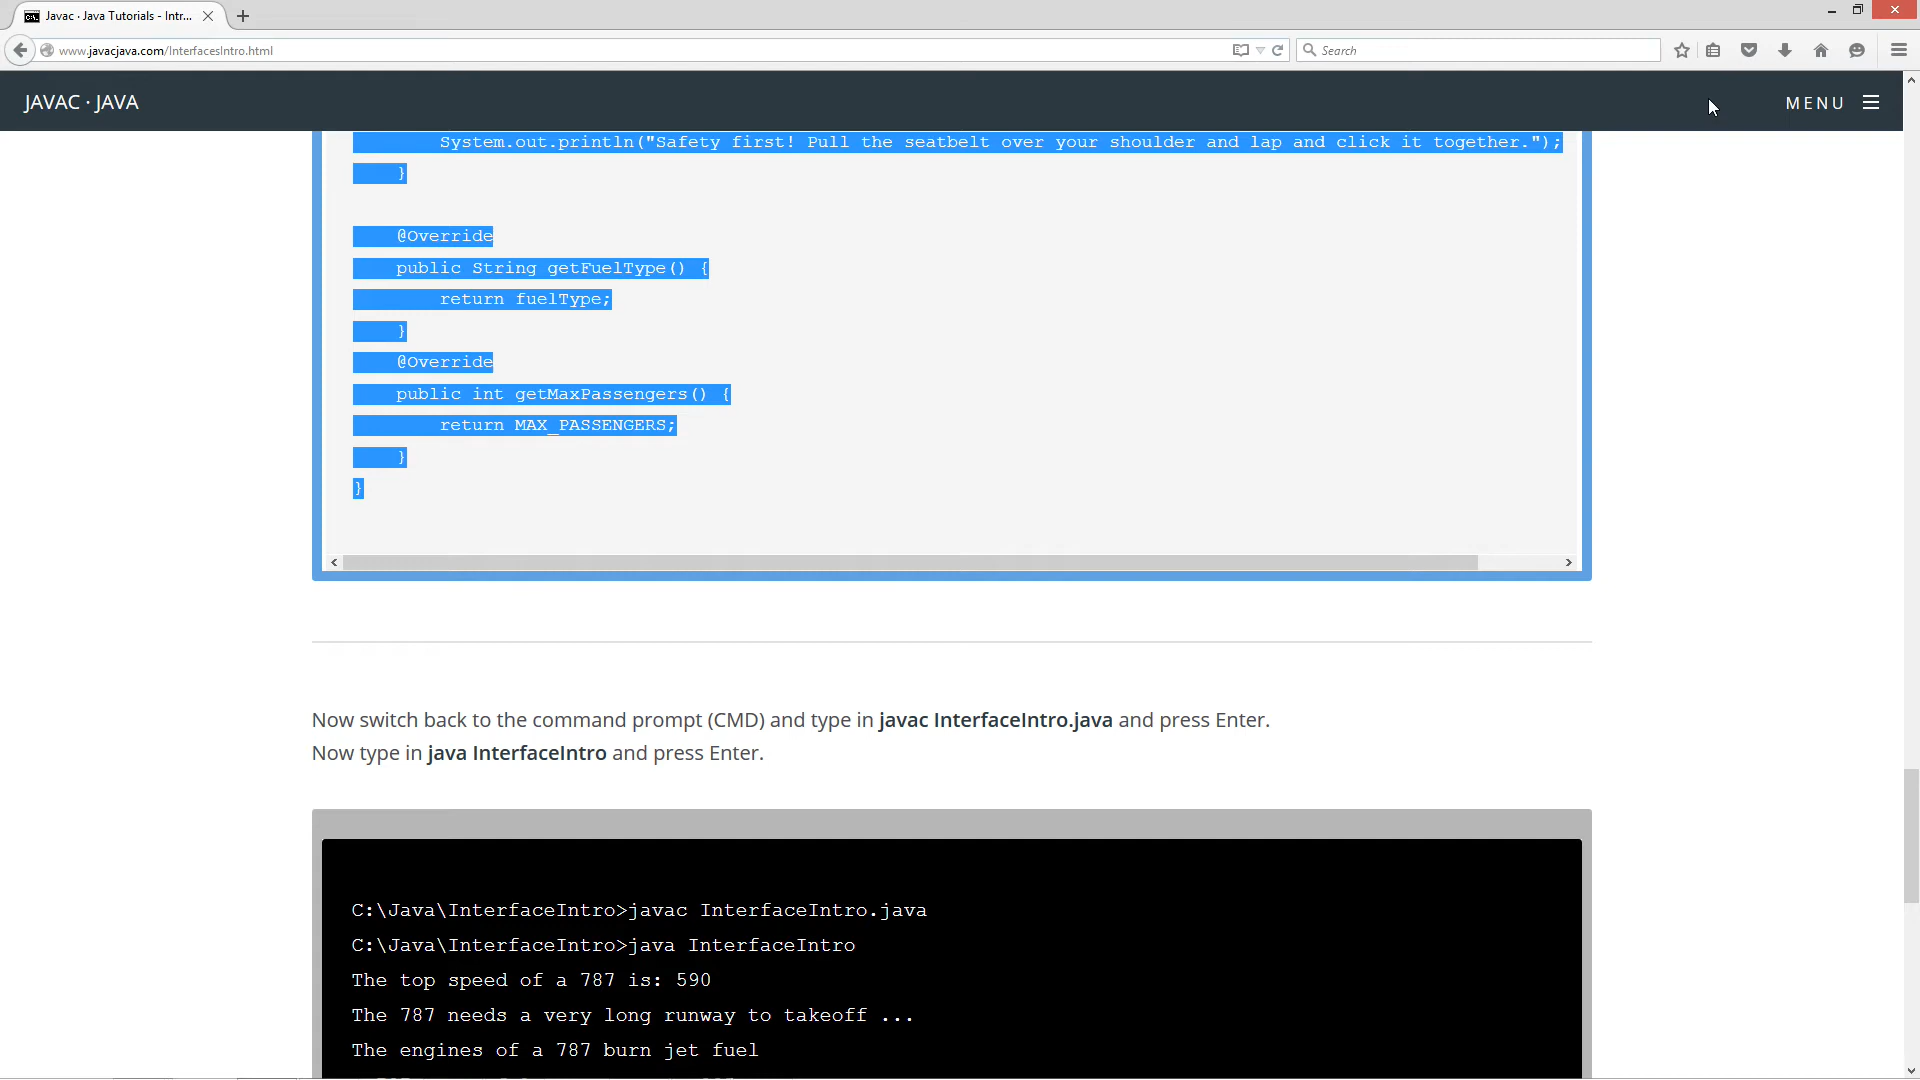 Javac · Java Tutorials - Intr...
www.javacjava.com/InterfacesIntro.html
Search
JAVAC · JAVA
MENU
System.out.println("Safety first! Pull the seatbelt over your shoulder and lap and click it together.");
}
@Override
public String getFuelType() {
return fuelType;
}
@Override
public int getMaxPassengers() {
return MAX_PASSENGERS;
}
}
Now switch back to the command prompt (CMD) and type in javac InterfaceIntro.java and press Enter.
Now type in java InterfaceIntro and press Enter.
C:\Java\InterfaceIntro>javac InterfaceIntro.java
C:\Java\InterfaceIntro>java InterfaceIntro
The top speed of a 787 is: 590
The 787 needs a very long runway to takeoff ...
The engines of a 787 burn jet fuel